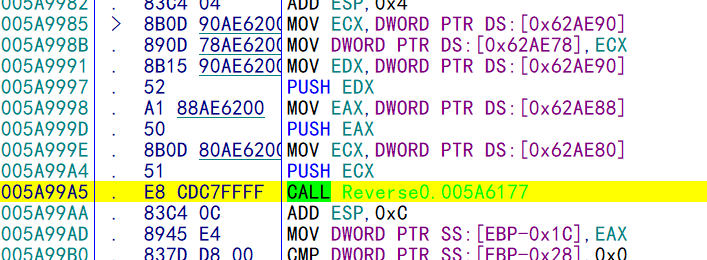 005A9982 . 83C4 04 ADD ESP,0x4
005A9985 > 8B0D 90AE6200 MOV ECX,DWORD PTR DS:[0x62AE90]
005A998B . 890D 78AE6200 MOV DWORD PTR DS:[0x62AE78],ECX
005A9991 . 8B15 90AE6200 MOV EDX,DWORD PTR DS:[0x62AE90]
005A9997 . 52 PUSH EDX
005A9998 . A1 88AE6200 MOV EAX,DWORD PTR DS:[0x62AE88]
005A999D . 50 PUSH EAX
005A999E . 8B0D 80AE6200 MOV ECX,DWORD PTR DS:[0x62AE80]
005A99A4 . 51 PUSH ECX
005A99A5 . E8 CDC7FFFF CALL Reverse0.005A6177
005A99AA . 83C4 0C ADD ESP,0xC
005A99AD . 8945 E4 MOV DWORD PTR SS:[EBP-0x1C],EAX
005A99B0 . 837D D8 00 CMP DWORD PTR SS:[EBP-0x28],0x0